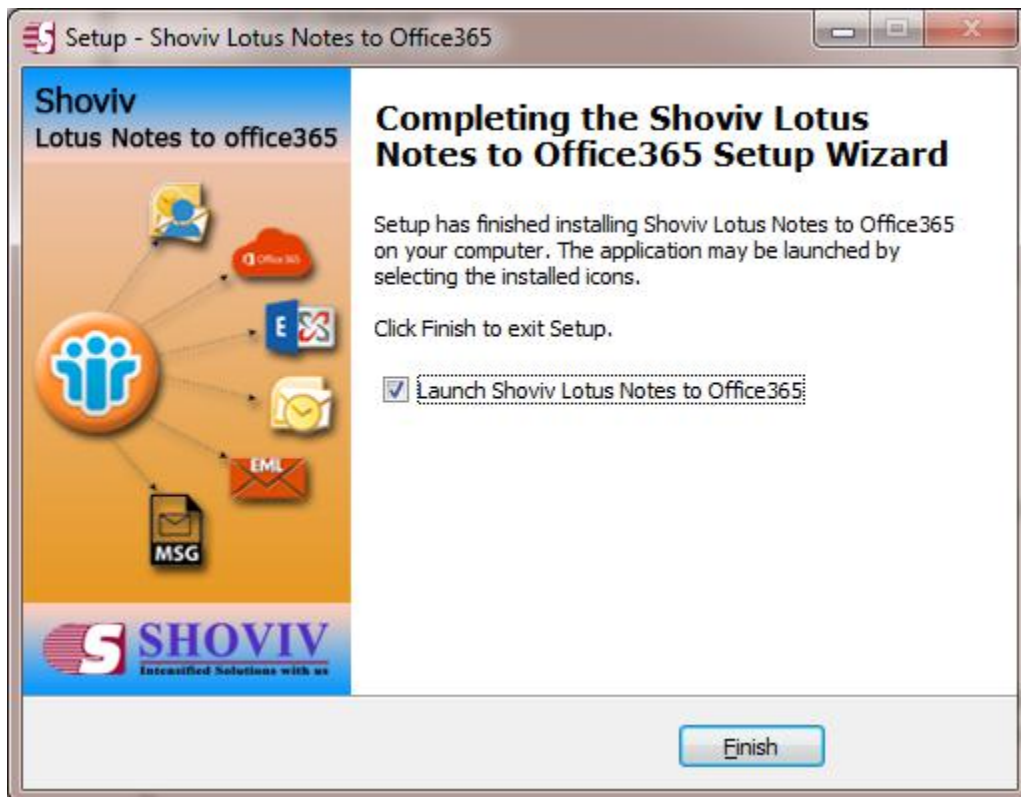 Setup - Shoviv Lotus Notes to Office365
Shoviv
Lotus Notes to office365
Office 365
E
EML
MSG
S SHOVIV
Intensified Solutions with us
Completing the Shoviv Lotus
Notes to Office365 Setup Wizard
Setup has finished installing Shoviv Lotus Notes to Office365
on your computer. The application may be launched by
selecting the installed icons.
Click Finish to exit Setup.
Launch Shoviv Lotus Notes to Office365
Finish